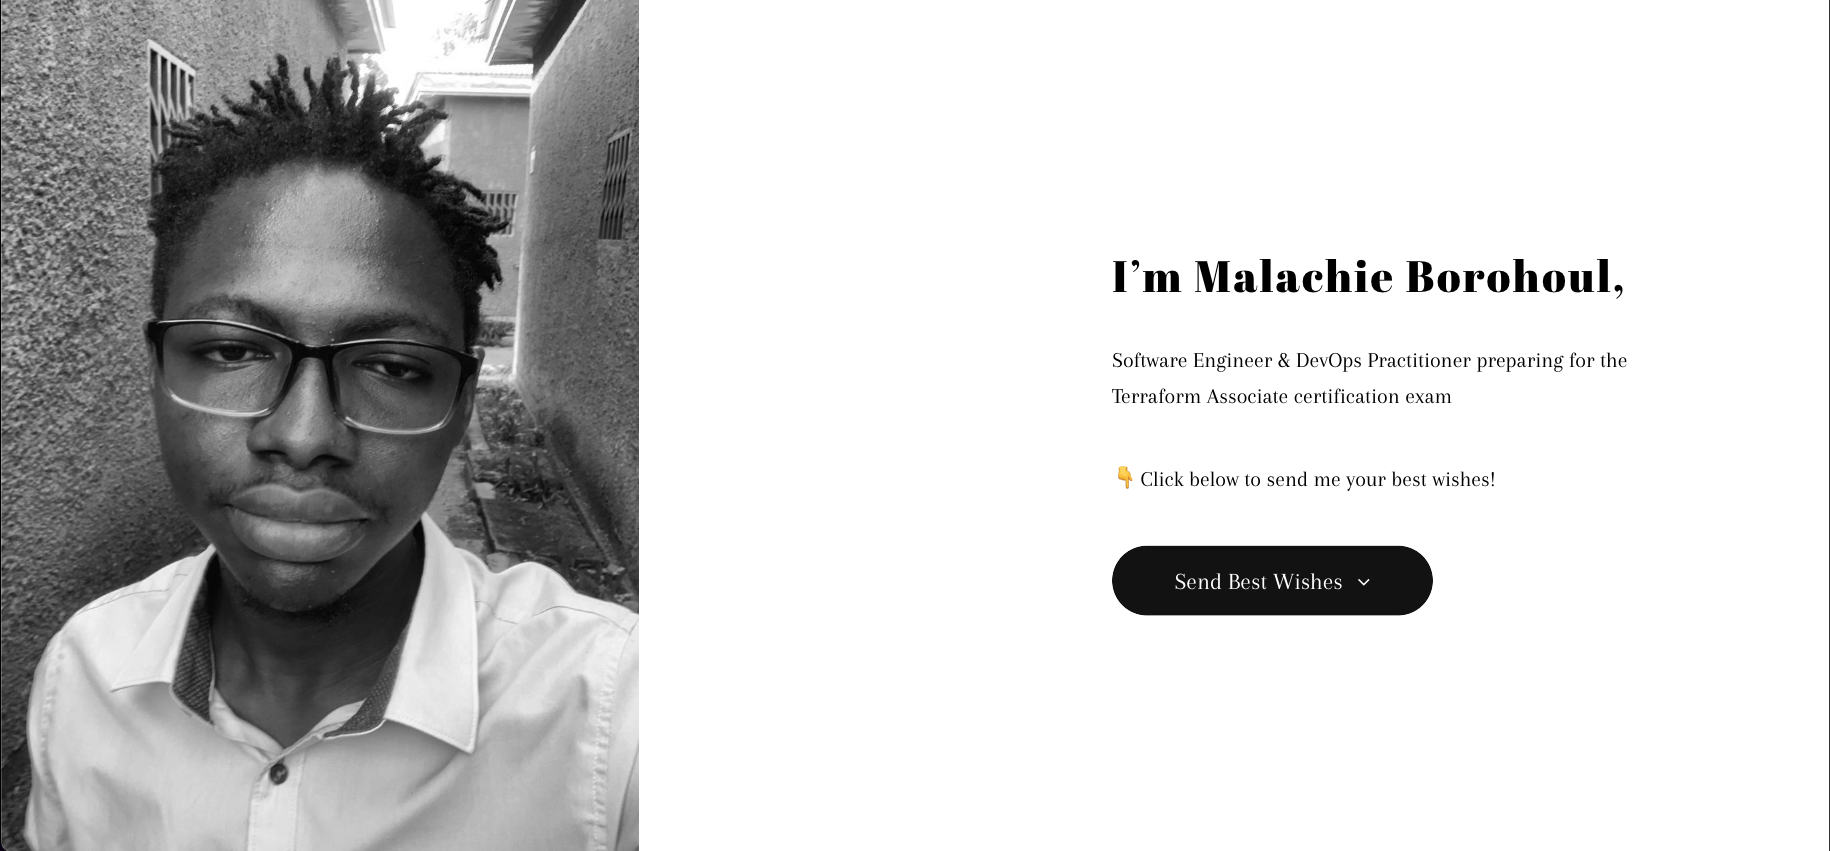 I’m Malachie Borohoul,
Software Engineer & DevOps Practitioner preparing for the
Terraform Associate certification exam
👇 Click below to send me your best wishes!
Send Best Wishes